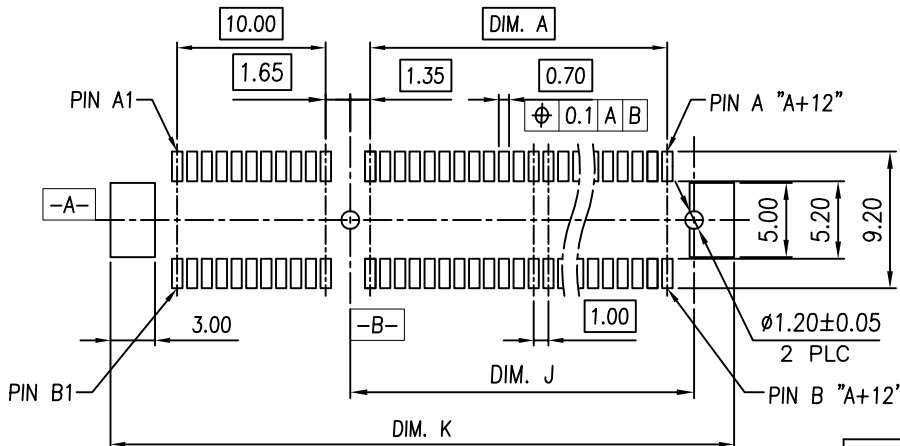 10.00
DIM. A
1.65
1.35
0.70
PIN A1
⌖ 0.1 A B
PIN A "A+12"
-A-
5.00
5.20
9.20
3.00
-B-
1.00
ø1.20±0.05
2 PLC
DIM. J
PIN B1
PIN B "A+12"
DIM. K